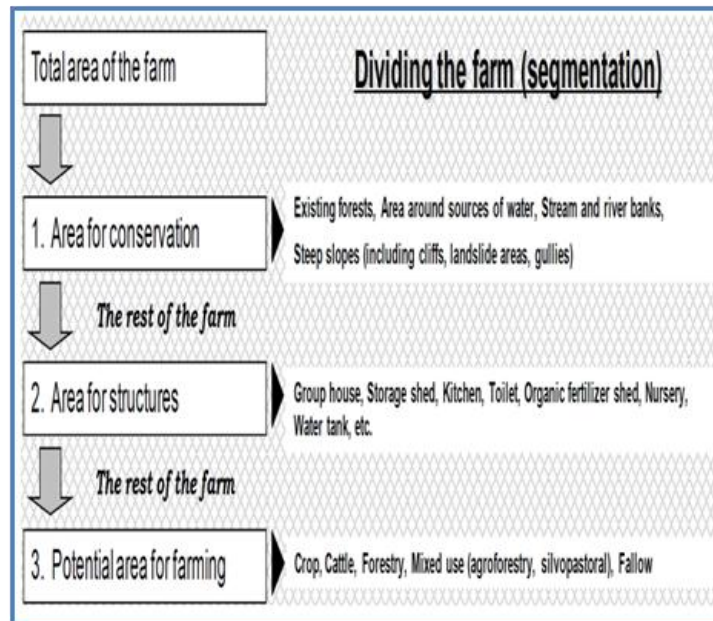 Total area of the farm
Dividing the farm (segmentation)
1. Area for conservation
Existing forests, Area around sources of water, Stream and river banks,
Steep slopes (including cliffs, landslide areas, gullies)
The rest of the farm
2. Area for structures
Group house, Storage shed, Kitchen, Toilet, Organic fertilizer shed, Nursery,
Water tank, etc.
The rest of the farm
3. Potential area for farming
Crop, Cattle, Forestry, Mixed use (agroforestry, silvopastoral), Fallow